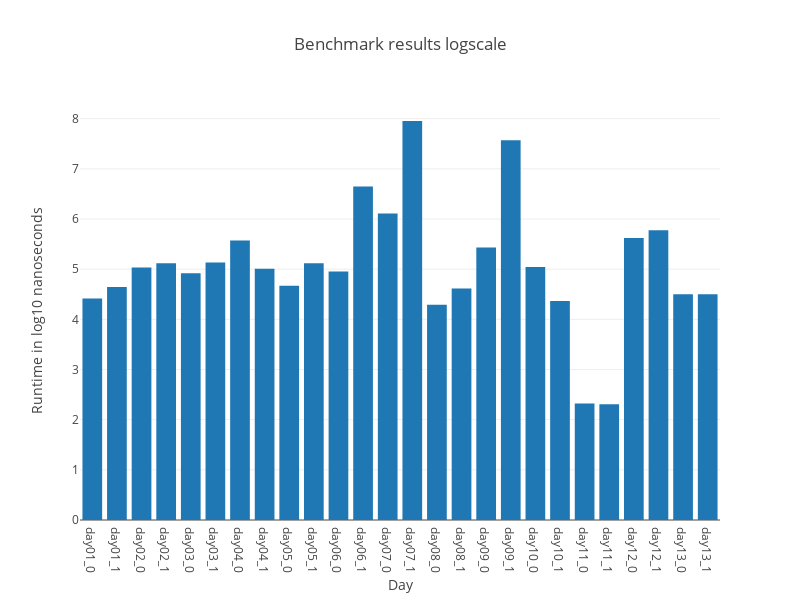 Benchmark results logscale
8
7
6
5
4
3
2
1
0
Runtime in log10 nanoseconds
day01_0
day01_1
day02_0
day02_1
day03_0
day03_1
day04_0
day04_1
day05_0
day05_1
day06_0
day06_1
day07_0
day07_1
day08_0
day08_1
day09_0
day09_1
day10_0
day10_1
day11_0
day11_1
day12_0
day12_1
day13_0
day13_1
Day